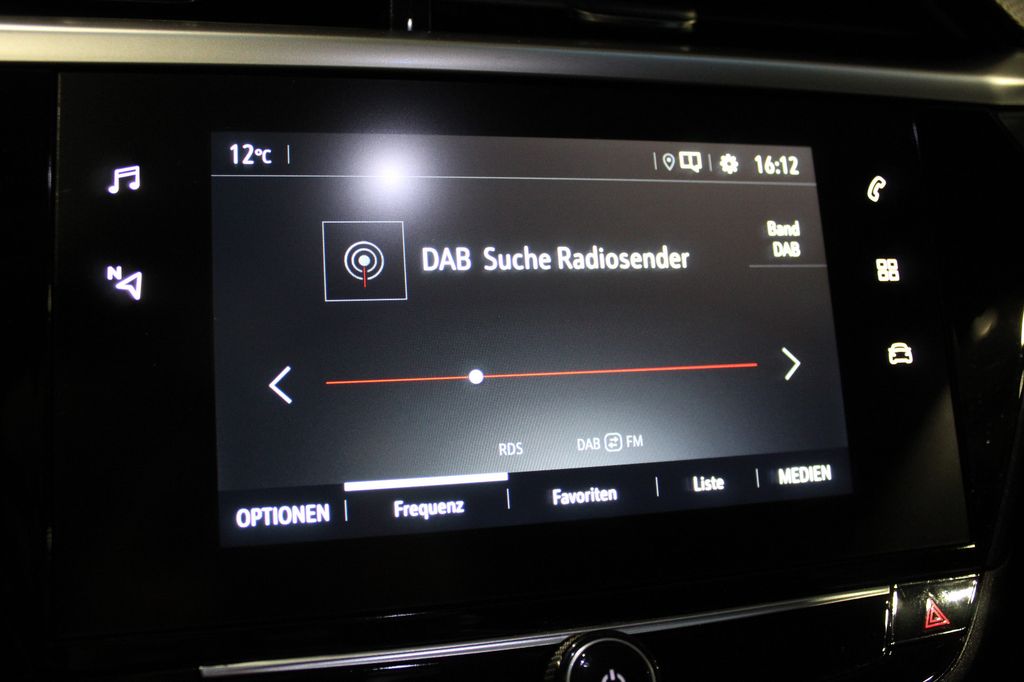 12°C
16:12
Band
DAB
DAB Suche Radiosender
N
RDS
DAB FM
OPTIONEN Frequenz Favoriten Liste MEDIEN